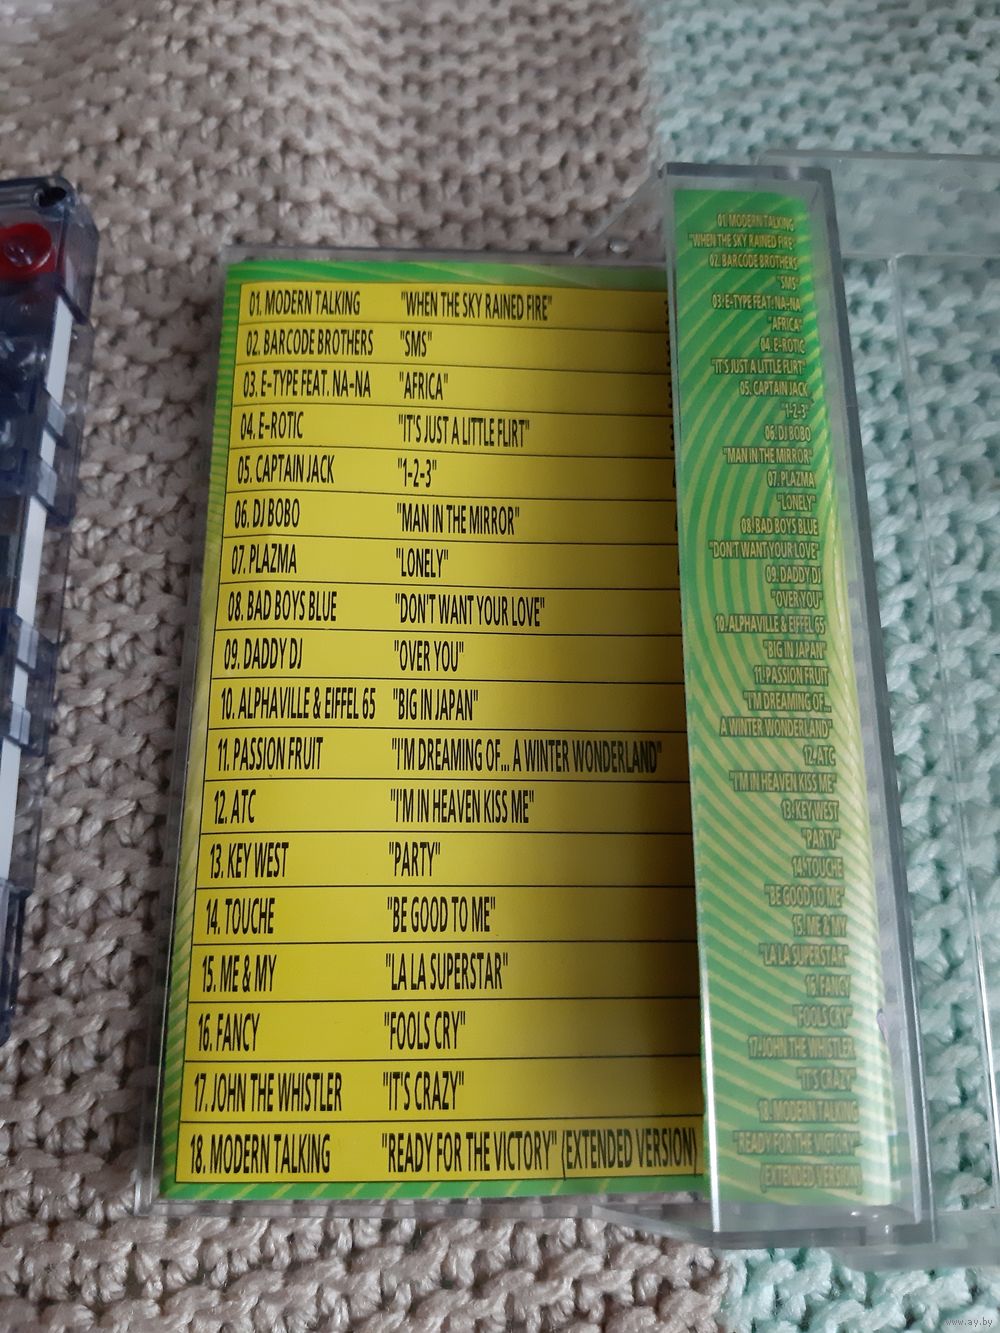 01. MODERN TALKING "WHEN THE SKY RAINED FIRE"
02. BARCODE BROTHERS "SMS"
03. E-TYPE FEAT. NA-NA "AFRICA"
04. E-ROTIC "IT'S JUST A LITTLE FLIRT"
05. CAPTAIN JACK "1-2-3"
06. DJ BOBO "MAN IN THE MIRROR"
07. PLAZMA "LONELY"
08. BAD BOYS BLUE "DON'T WANT YOUR LOVE"
09. DADDY DJ "OVER YOU"
10. ALPHAVILLE & EIFFEL 65 "BIG IN JAPAN"
11. PASSION FRUIT "I'M DREAMING OF... A WINTER WONDERLAND"
12. ATC "I'M IN HEAVEN KISS ME"
13. KEY WEST "PARTY"
14. TOUCHE "BE GOOD TO ME"
15. ME & MY "LA LA SUPERSTAR"
16. FANCY "FOOLS CRY"
17. JOHN THE WHISTLER "IT'S CRAZY"
18. MODERN TALKING "READY FOR THE VICTORY" (EXTENDED VERSION)
01. MODERN TALKING
"WHEN THE SKY RAINED FIRE"
02. BARCODE BROTHERS
"SMS"
03. E-TYPE FEAT. NA-NA
"AFRICA"
04. E-ROTIC
"IT'S JUST A LITTLE FLIRT"
05. CAPTAIN JACK
"1-2-3"
06. DJ BOBO
"MAN IN THE MIRROR"
07. PLAZMA
"LONELY"
08. BAD BOYS BLUE
"DON'T WANT YOUR LOVE"
09. DADDY DJ
"OVER YOU"
10. ALPHAVILLE & EIFFEL 65
"BIG IN JAPAN"
11. PASSION FRUIT
"I'M DREAMING OF...
A WINTER WONDERLAND"
12. ATC
"I'M IN HEAVEN KISS ME"
13. KEY WEST
"PARTY"
14. TOUCHE
"BE GOOD TO ME"
15. ME & MY
"LA LA SUPERSTAR"
16. FANCY
"FOOLS CRY"
17. JOHN THE WHISTLER
"IT'S CRAZY"
18. MODERN TALKING
"READY FOR THE VICTORY"
(EXTENDED VERSION)
www.ay.by